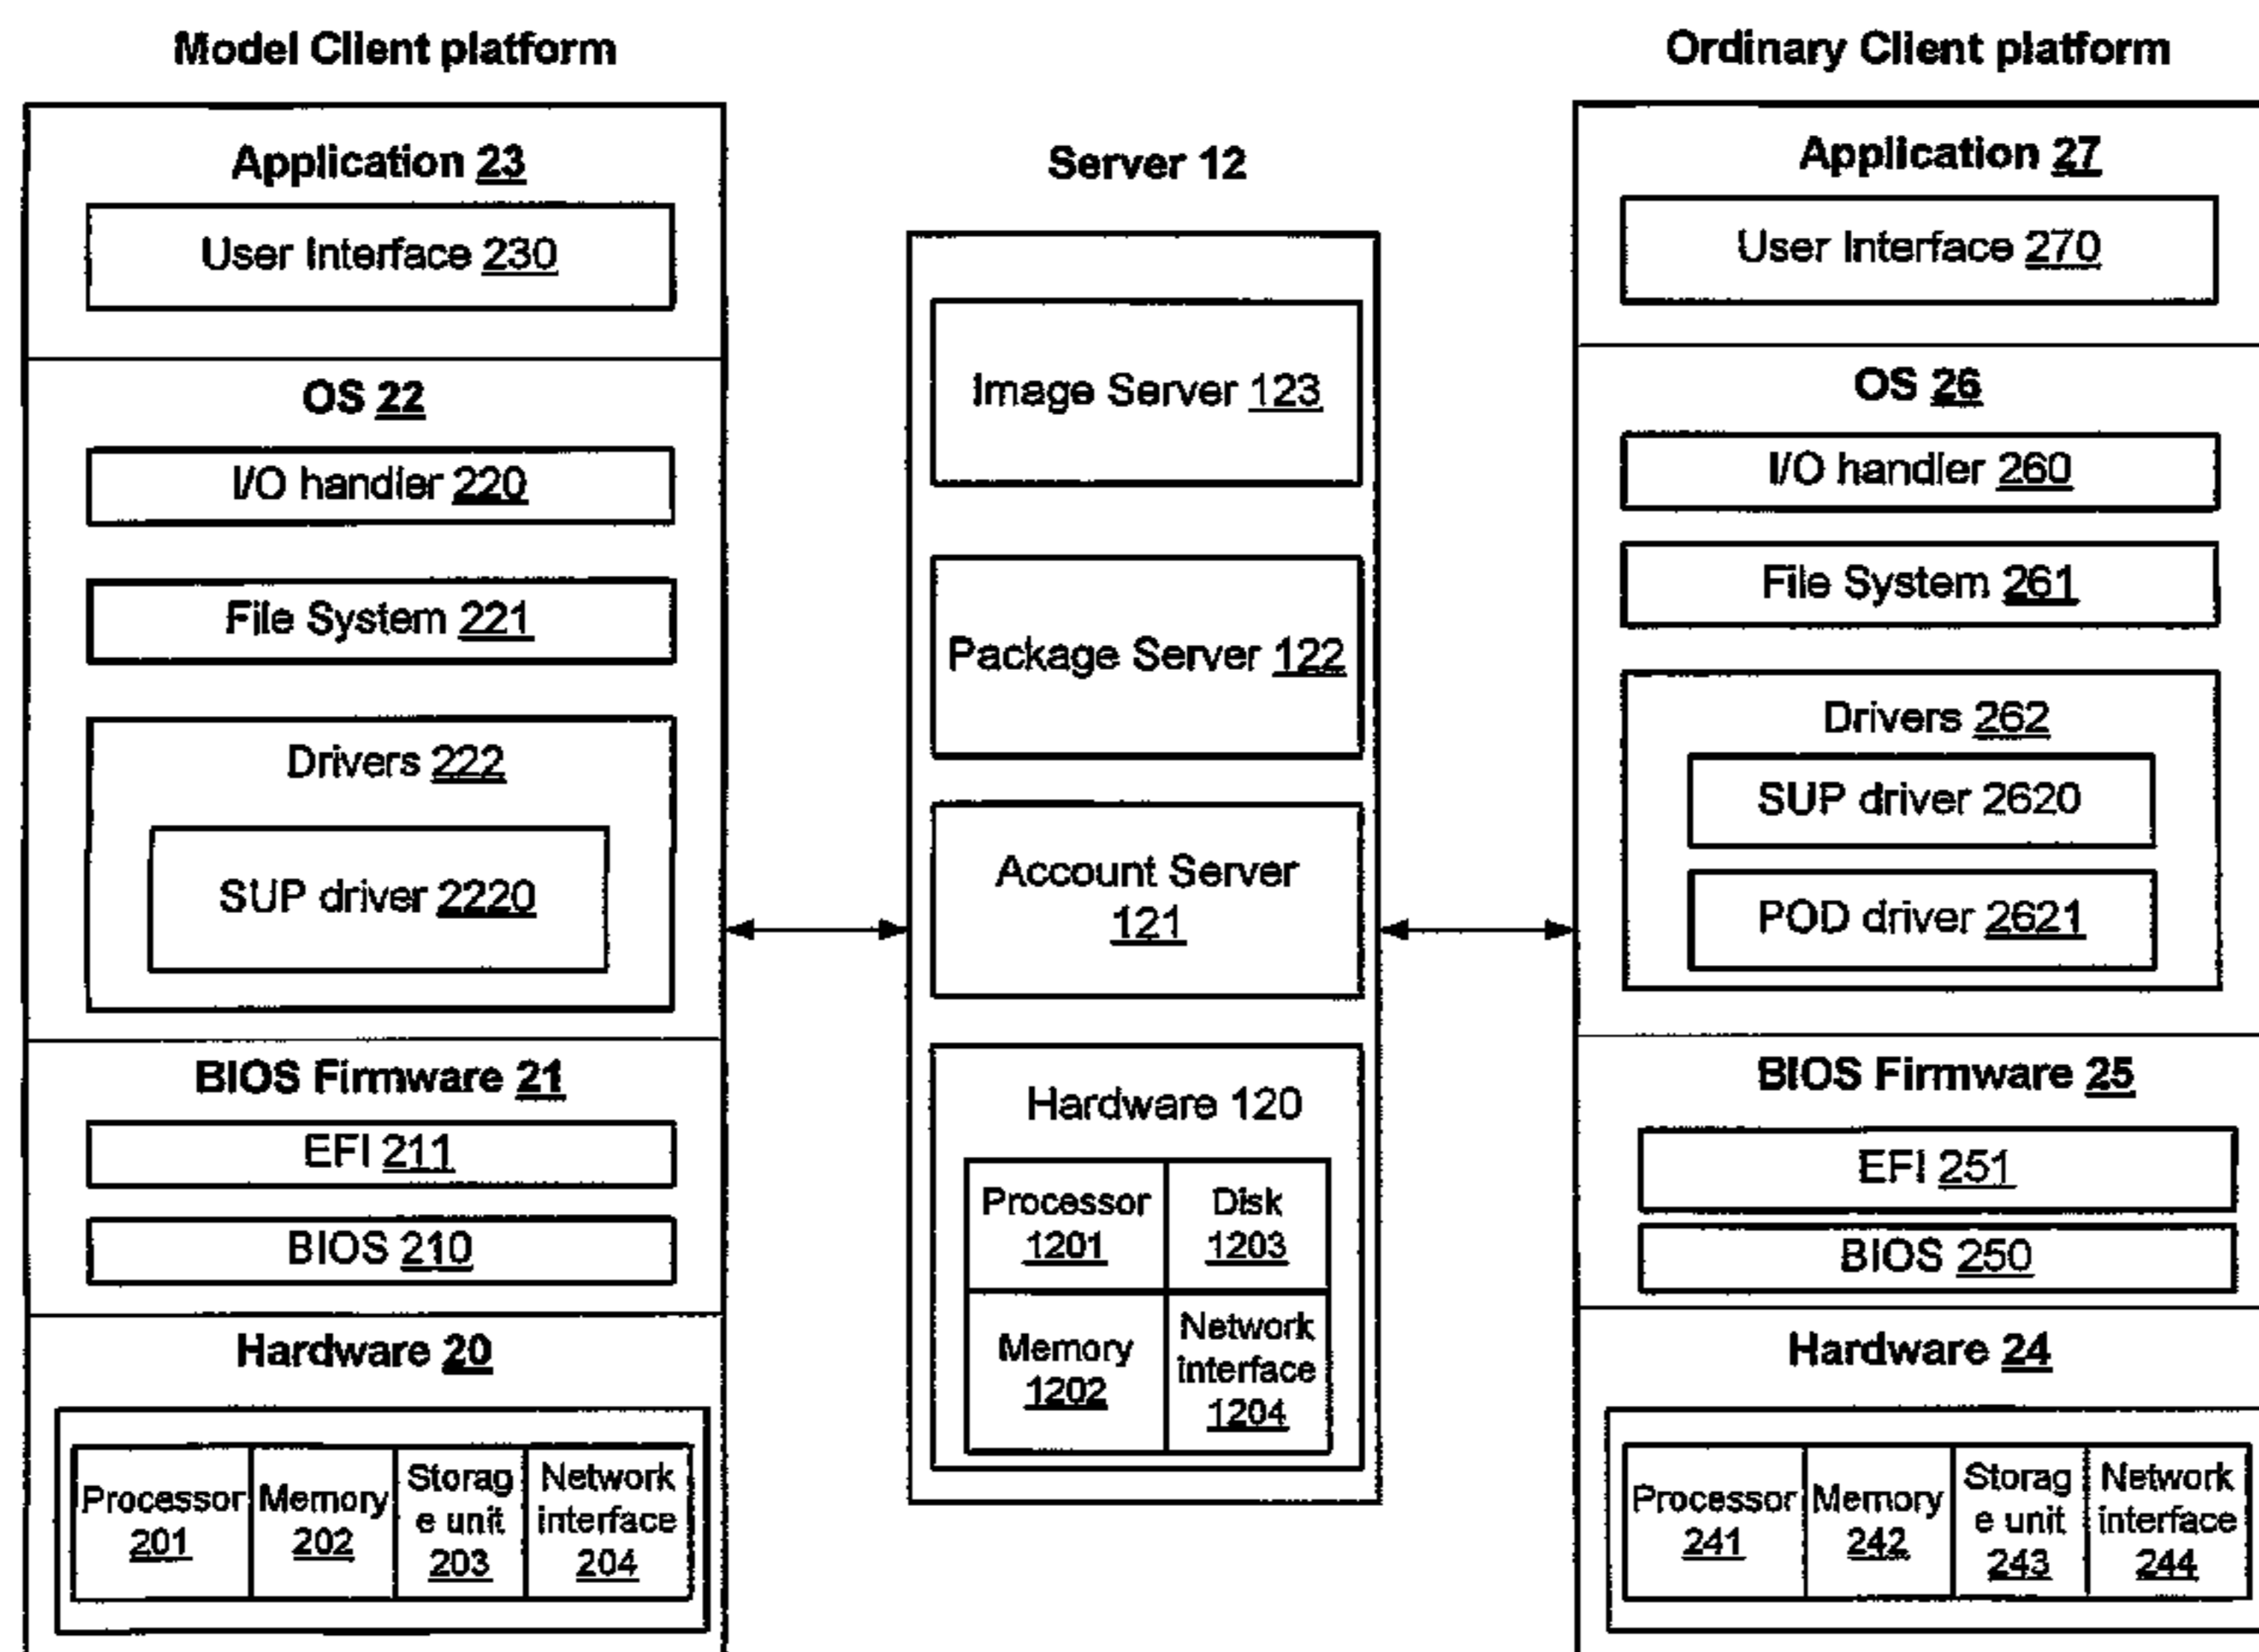 Model Client platform
Application 23
User Interface 230
OS 22
I/O handler 220
File System 221
Drivers 222
SUP driver 2220
BIOS Firmware 21
EFI 211
BIOS 210
Hardware 20
Processor
201
Memory
202
Storag
e unit
203
Network
interface
204
Server 12
Image Server 123
Package Server 122
Account Server
121
Hardware 120
Processor
1201
Disk
1203
Memory
1202
Network
interface
1204
Ordinary Client platform
Application 27
User Interface 270
OS 26
I/O handler 260
File System 261
Drivers 262
SUP driver 2620
POD driver 2621
BIOS Firmware 25
EFI 251
BIOS 250
Hardware 24
Processor
241
Memory
242
Storag
e unit
243
Network
interface
244